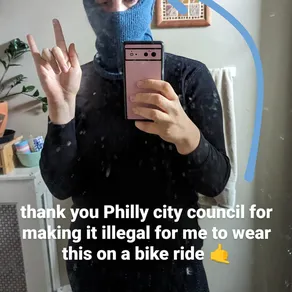 thank you Philly city council for
making it illegal for me to wear
this on a bike ride 🤙